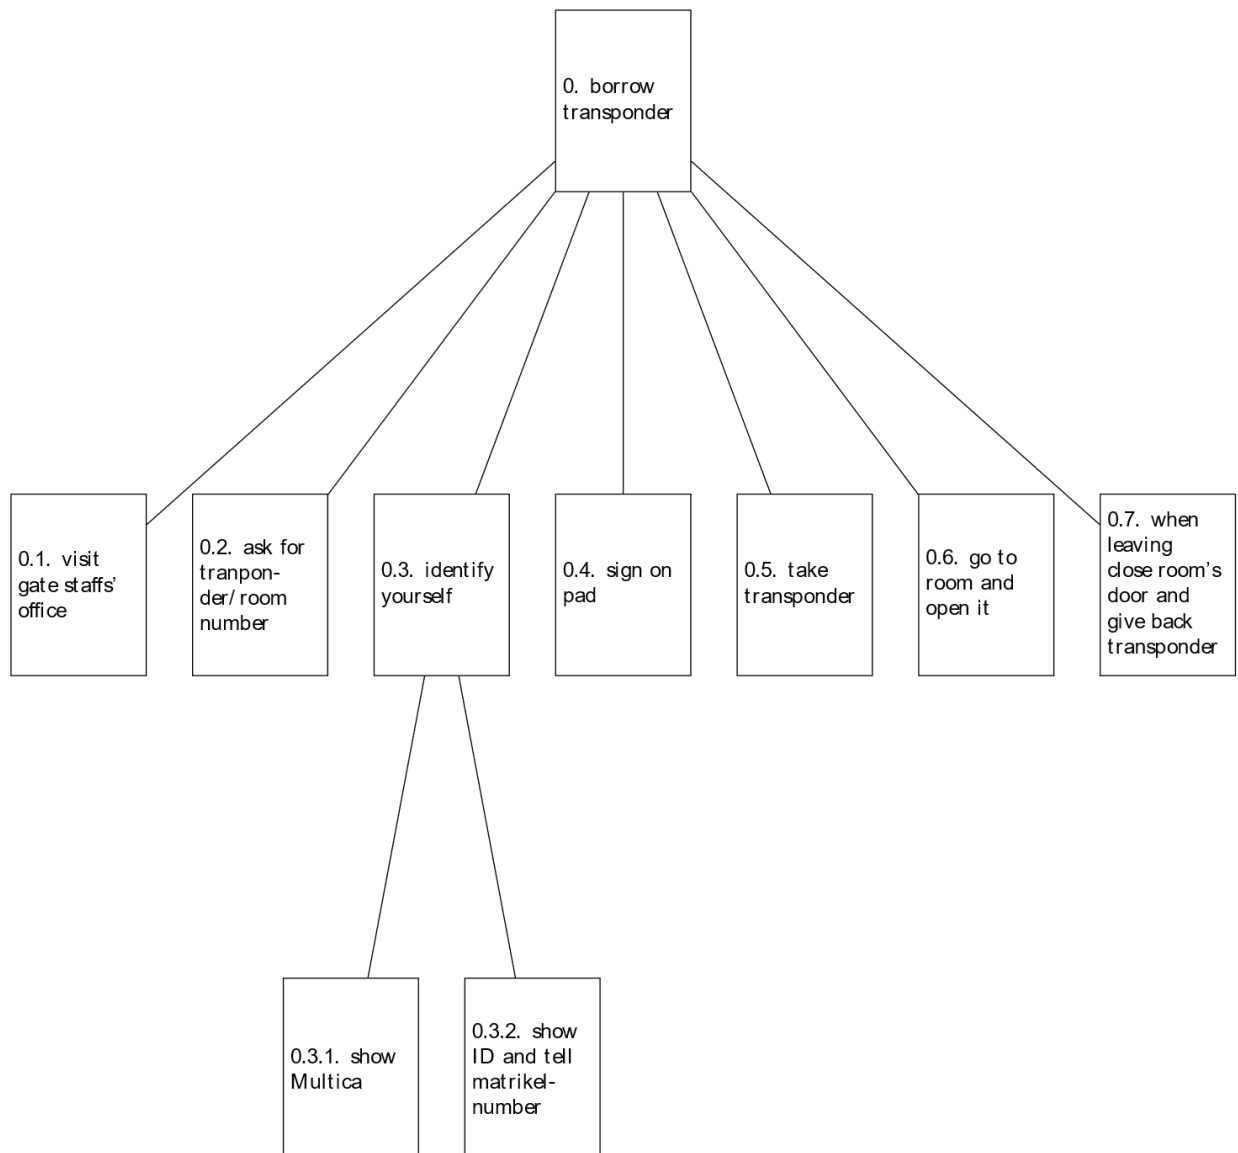 0. borrow
transponder
0.1. visit
gate staffs’
office
0.2. ask for
tranpon-
der/room
number
0.3. identify
yourself
0.4. sign on
pad
0.5. take
transponder
0.6. go to
room and
open it
0.7. when
leaving
close room’s
door and
give back
transponder
0.3.1. show
Multica
0.3.2. show
ID and tell
matrikel-
number